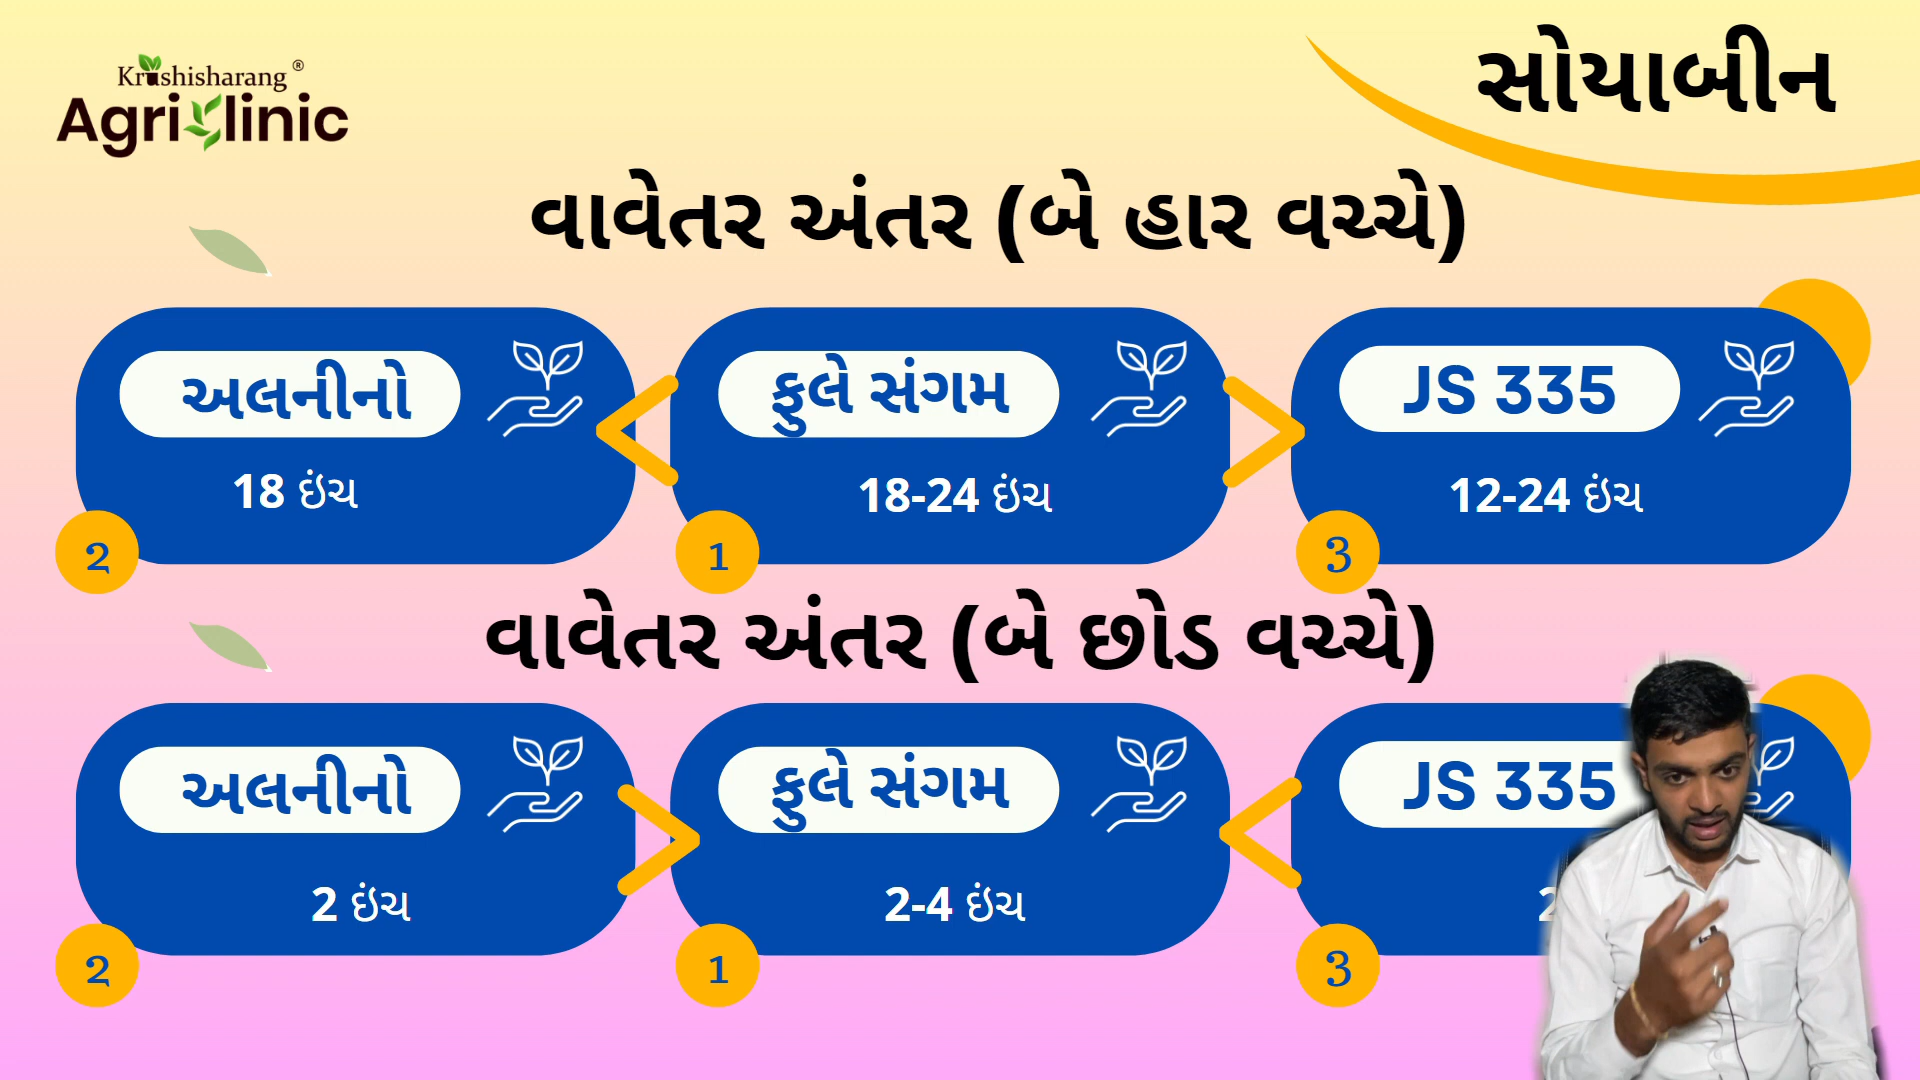 Krushisharang®
AgriClinic
સોયાબીન
વાવેતર અંતર (બે હાર વચ્ચે)
અલનીનો
ફુલે સંગમ
JS 335
18 ઇંચ
18-24 ઇંચ
12-24 ઇંચ
2
1
3
વાવેતર અંતર (બે છોડ વચ્ચે)
અલનીનો
ફુલે સંગમ
JS 335
2 ઇંચ
2-4 ઇંચ
2
1
3